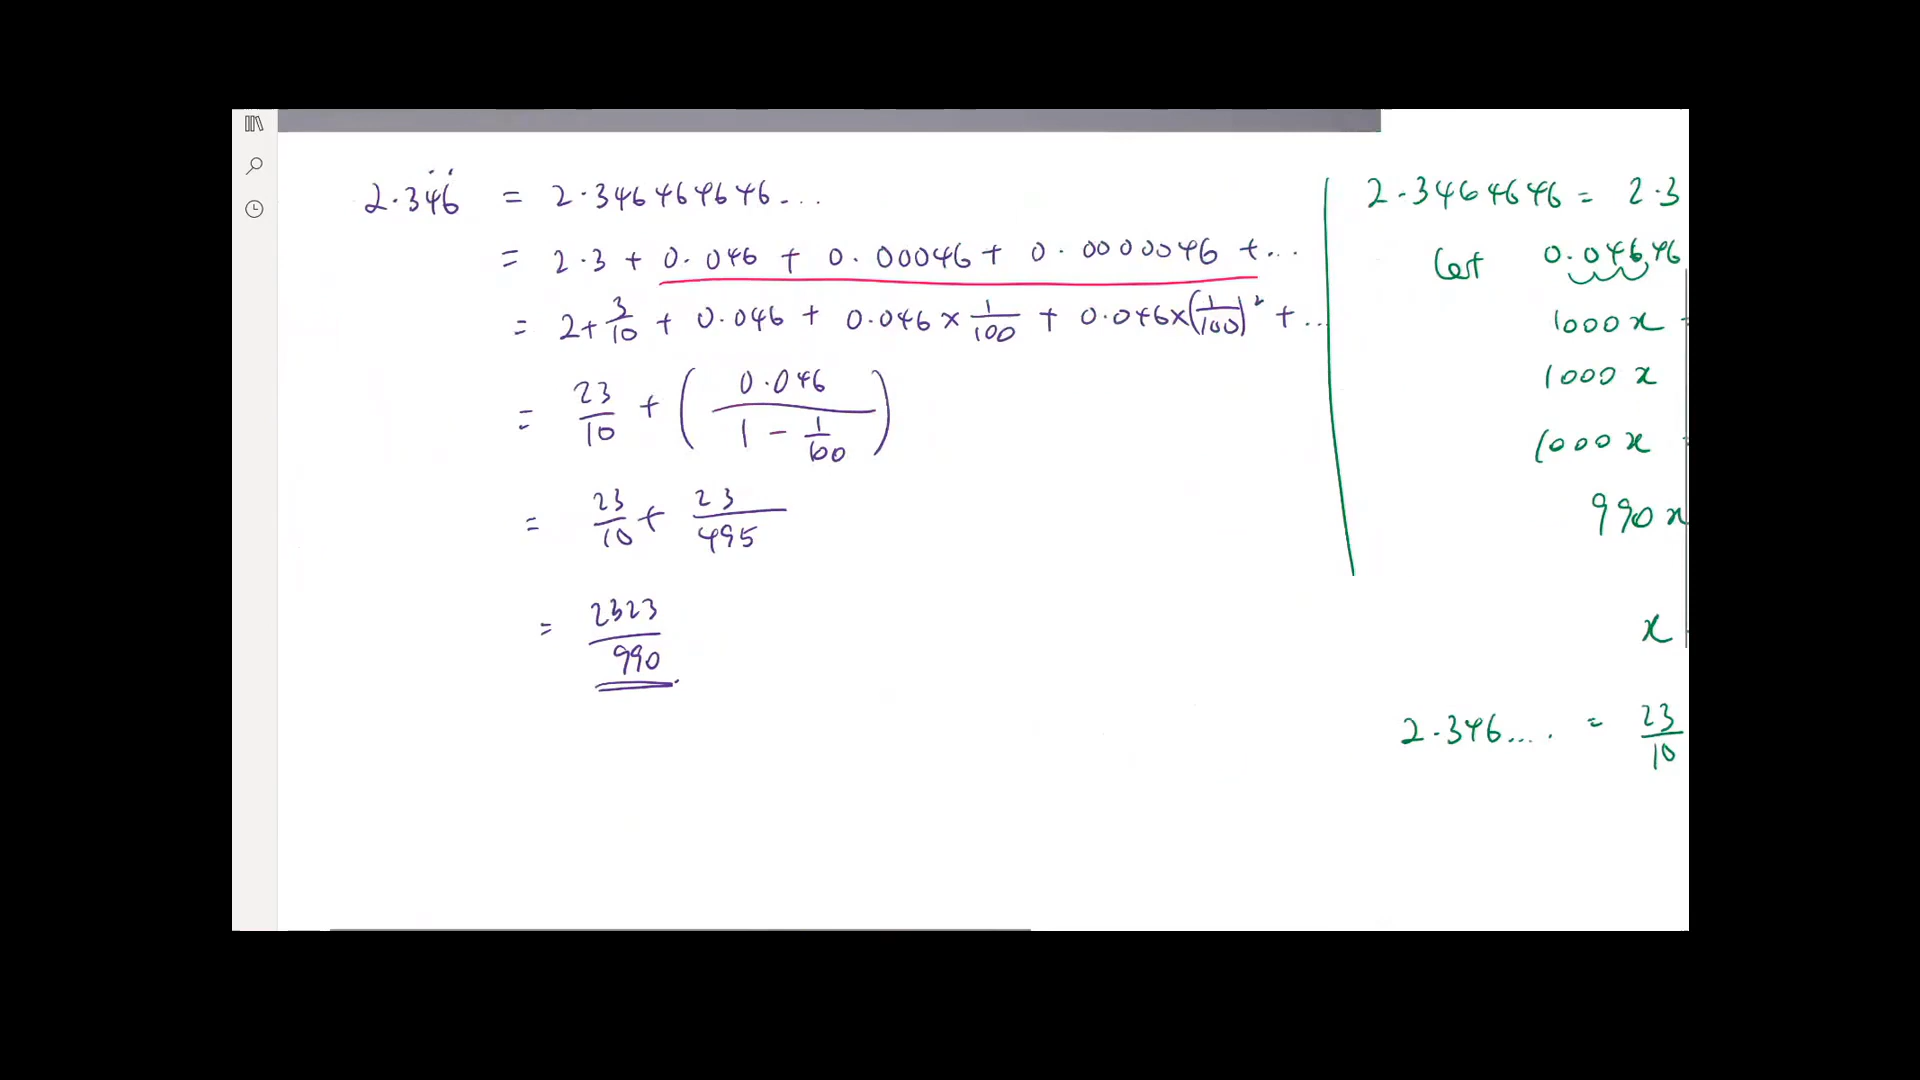 2.34̇6̇ = 2.346464646...
= 2.3 + 0.046 + 0.00046 + 0.0000046 + ...
= 2 + 3/10 + 0.046 + 0.046 × 1/100 + 0.046 × (1/100)² + ...
= 23/10 + (0.046 / (1 - 1/100))
= 23/10 + 23/495
= 2323/990
2.3464646 = 2.3
Let 0.04646
1000x
1000x
1000x
990x
x
2.346.... = 23/10